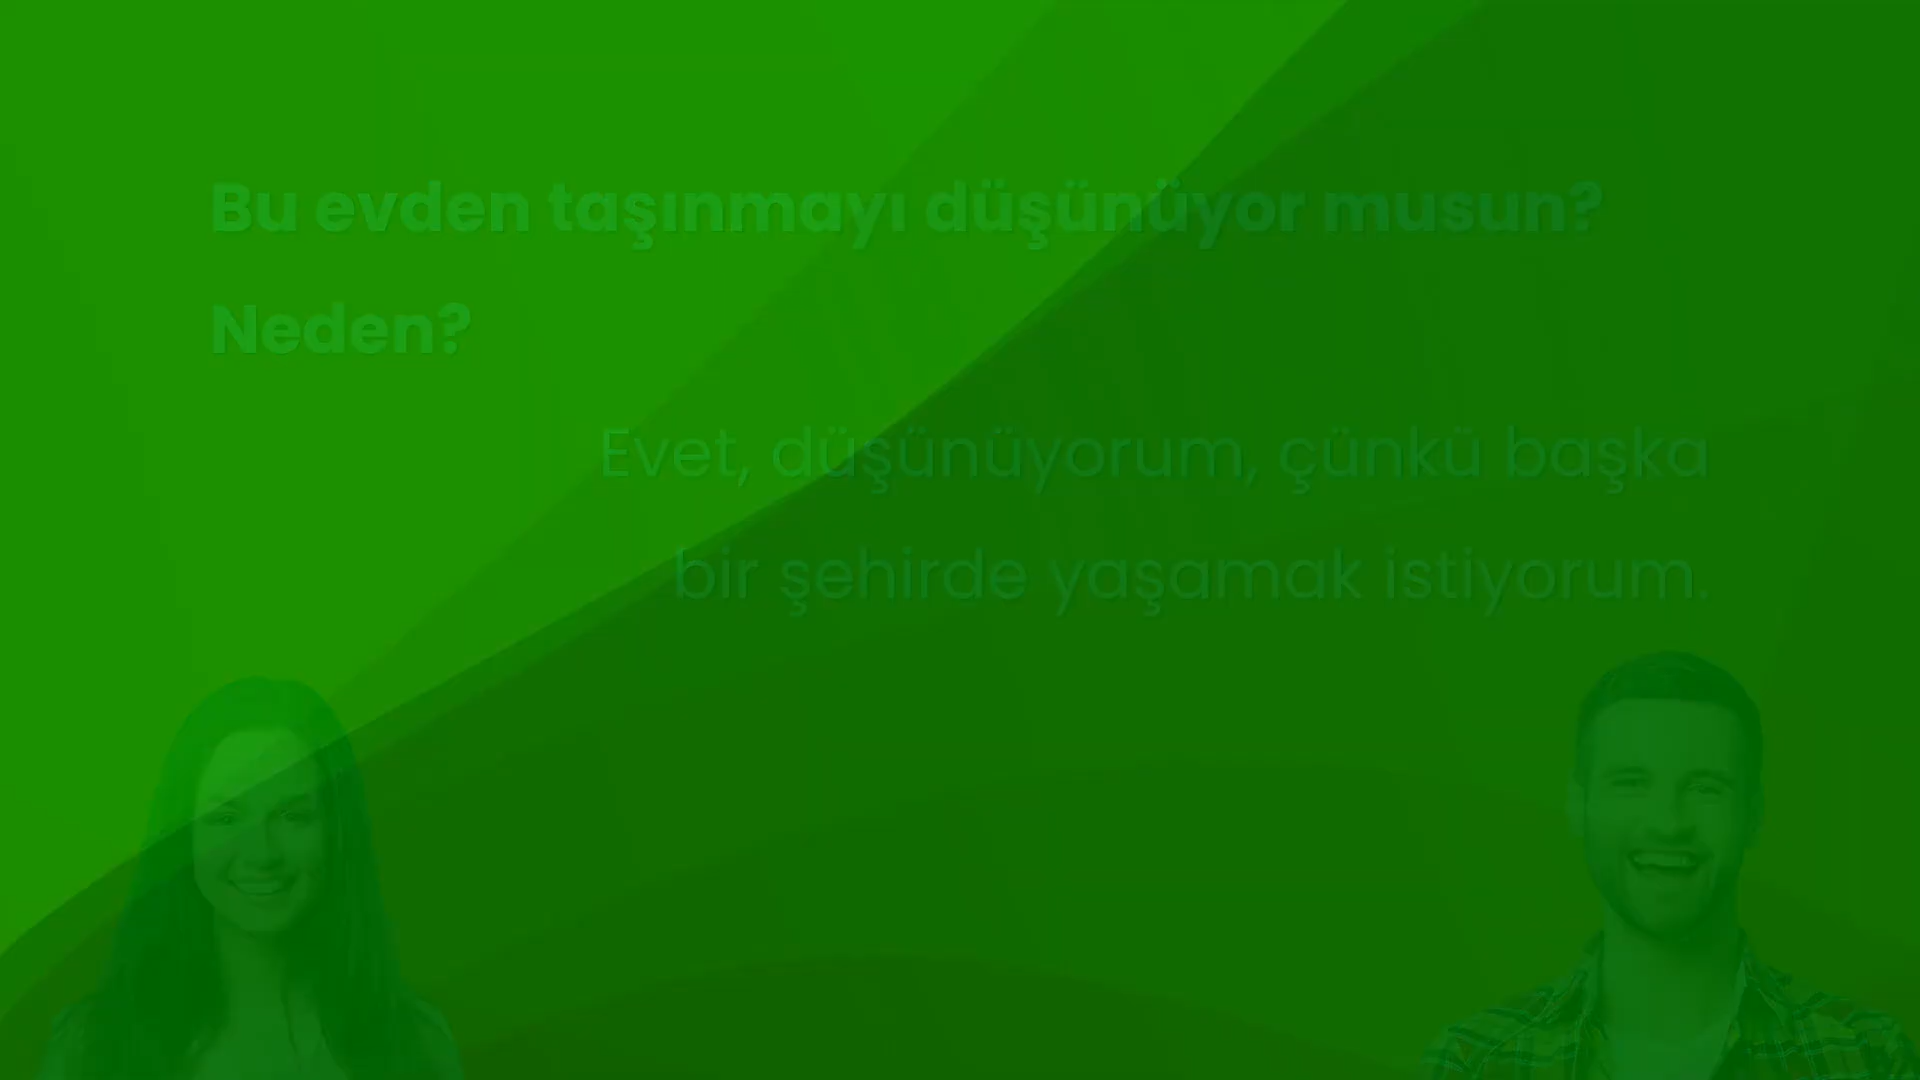 Bu evden taşınmayı düşünüyor musun?
Neden?
Evet, düşünüyorum, çünkü başka
bir şehirde yaşamak istiyorum.